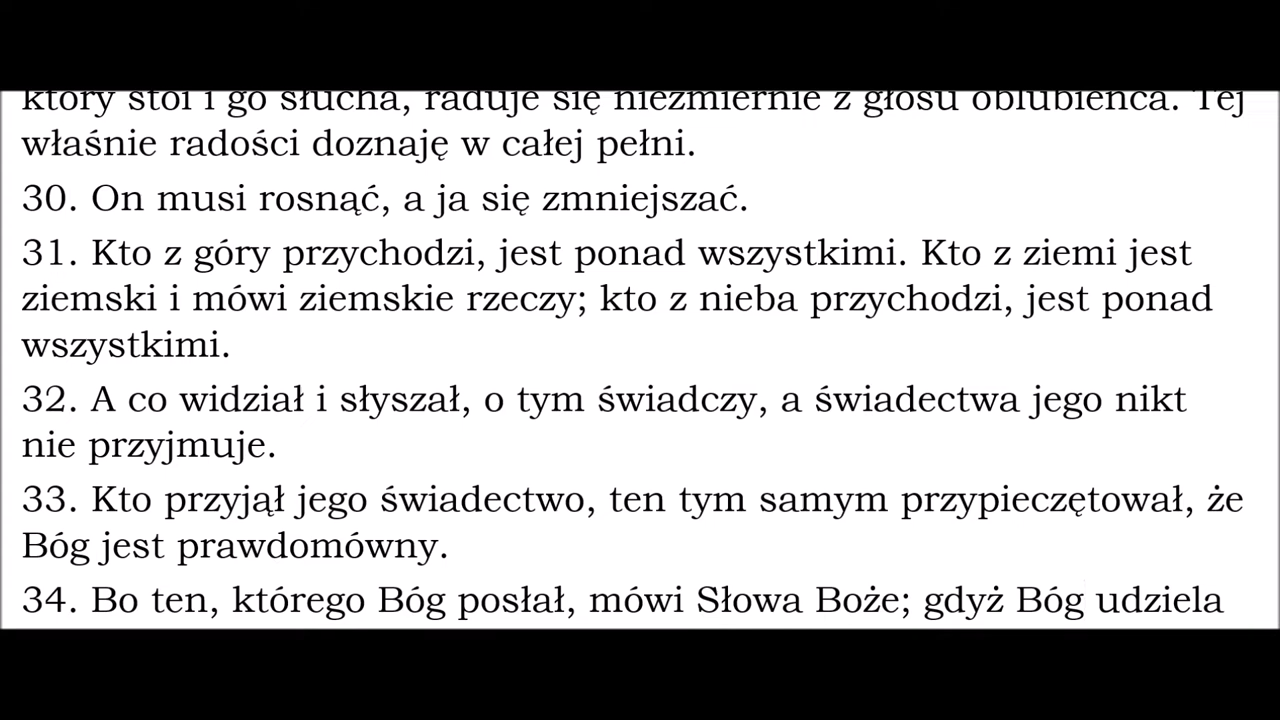 który stoi i go słucha, raduje się niezmiernie z głosu oblubieńca. Tej
właśnie radości doznaję w całej pełni.
30. On musi rosnąć, a ja się zmniejszać.
31. Kto z góry przychodzi, jest ponad wszystkimi. Kto z ziemi jest
ziemski i mówi ziemskie rzeczy; kto z nieba przychodzi, jest ponad
wszystkimi.
32. A co widział i słyszał, o tym świadczy, a świadectwa jego nikt
nie przyjmuje.
33. Kto przyjął jego świadectwo, ten tym samym przypieczętował, że
Bóg jest prawdomówny.
34. Bo ten, którego Bóg posłał, mówi Słowa Boże; gdyż Bóg udziela